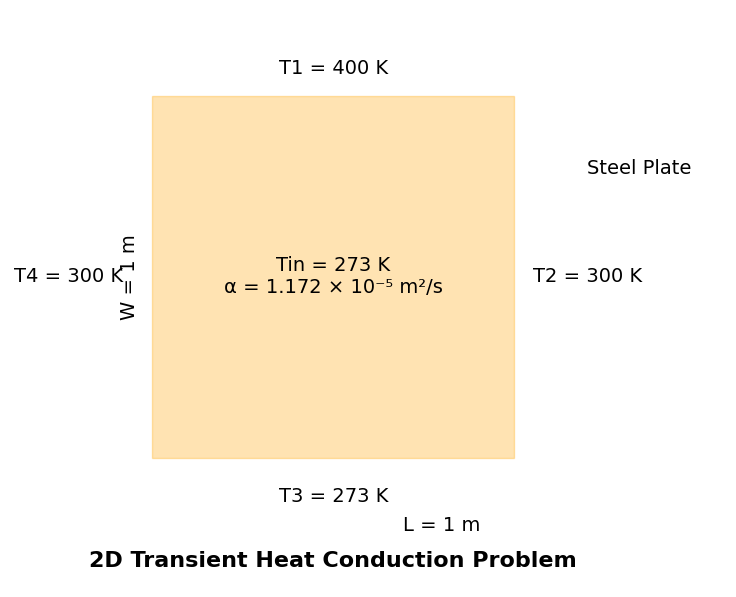 T1 = 400 K
Steel Plate
Tin = 273 K
α = 1.172 × 10⁻⁵ m²/s
T4 = 300 K
W = 1 m
T2 = 300 K
T3 = 273 K
L = 1 m
2D Transient Heat Conduction Problem